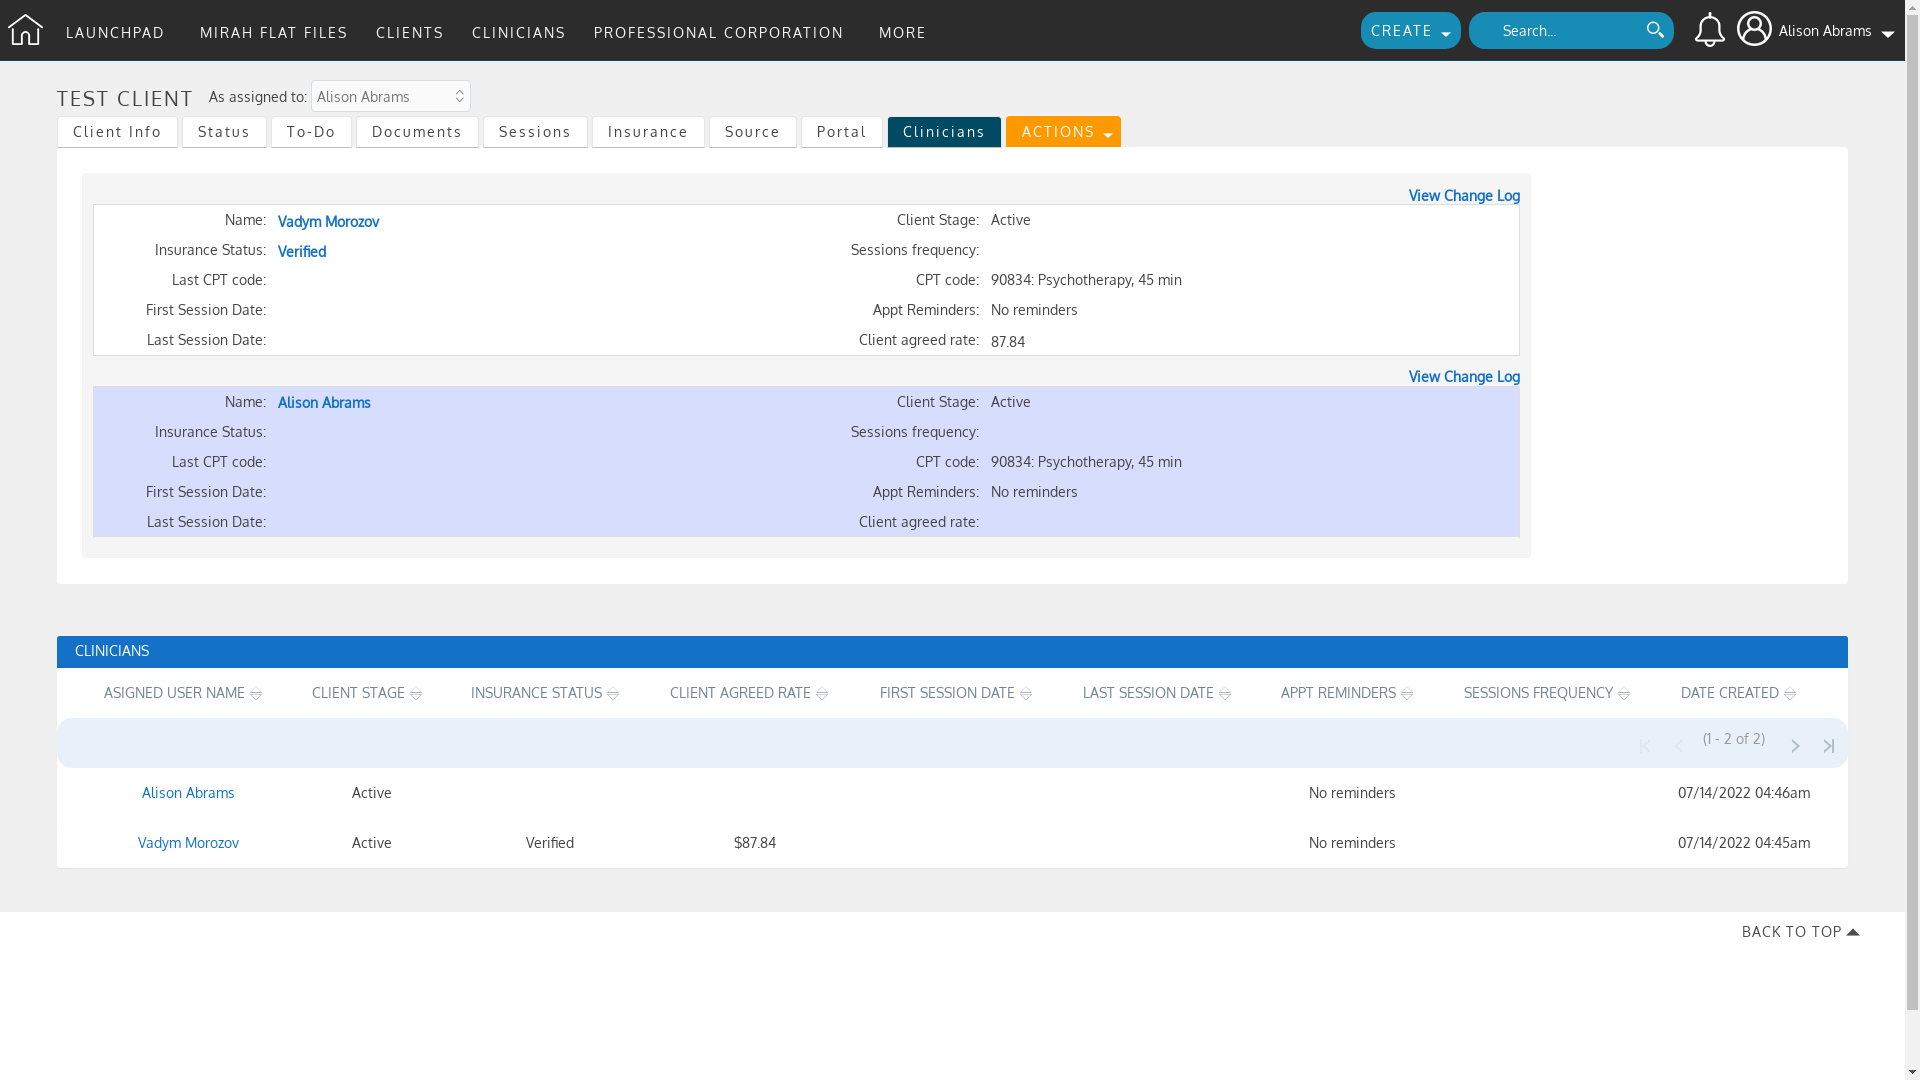 LAUNCHPAD MIRAH FLAT FILES CLIENTS CLINICIANS PROFESSIONAL CORPORATION MORE CREATE Search... Alison Abrams
TEST CLIENT As assigned to: Alison Abrams
Client Info Status To-Do Documents Sessions Insurance Source Portal Clinicians ACTIONS
View Change Log
Name: Vadym Morozov Client Stage: Active
Insurance Status: Verified Sessions frequency:
Last CPT code: CPT code: 90834: Psychotherapy, 45 min
First Session Date: Appt Reminders: No reminders
Last Session Date: Client agreed rate: 87.84
View Change Log
Name: Alison Abrams Client Stage: Active
Insurance Status: Sessions frequency:
Last CPT code: CPT code: 90834: Psychotherapy, 45 min
First Session Date: Appt Reminders: No reminders
Last Session Date: Client agreed rate:
CLINICIANS
ASIGNED USER NAME CLIENT STAGE INSURANCE STATUS CLIENT AGREED RATE FIRST SESSION DATE LAST SESSION DATE APPT REMINDERS SESSIONS FREQUENCY DATE CREATED
(1 - 2 of 2)
Alison Abrams Active No reminders 07/14/2022 04:46am
Vadym Morozov Active Verified $87.84 No reminders 07/14/2022 04:45am
BACK TO TOP